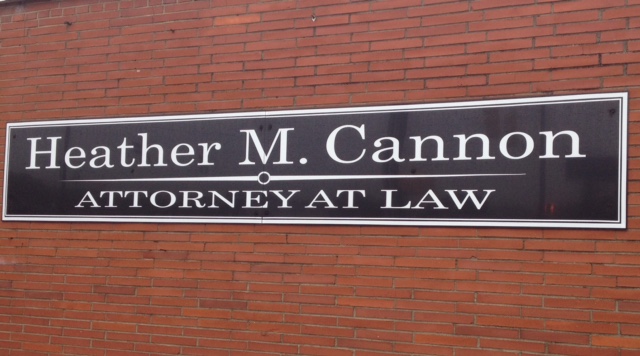 Heather M. Cannon
ATTORNEY AT LAW